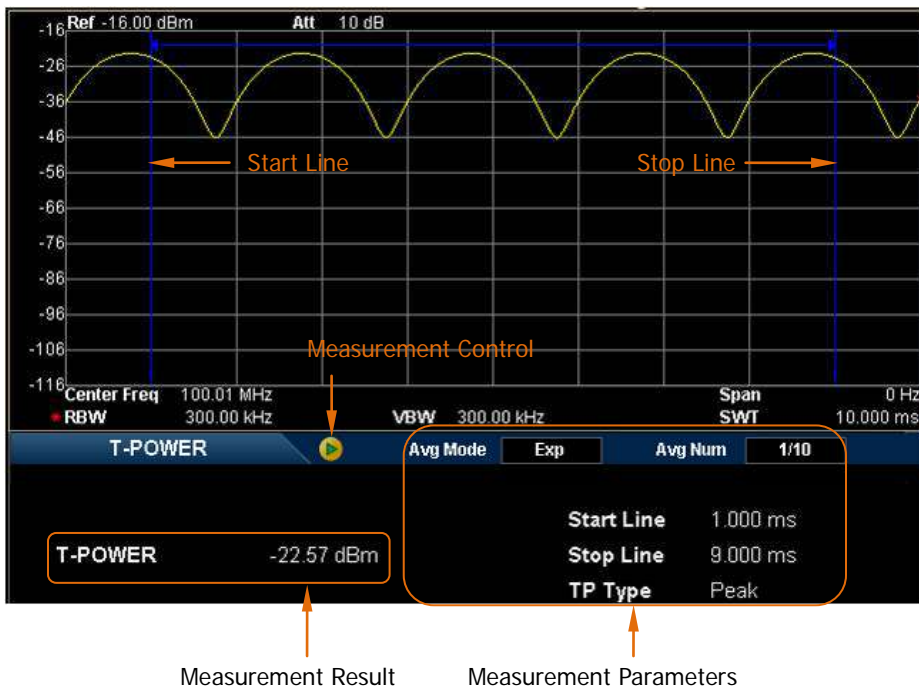 Ref -16.00 dBm Att 10 dB
-16
-26
-36
-46
-56
-66
-76
-86
-96
-106
-116
Start Line
Stop Line
Measurement Control
Center Freq 100.01 MHz Span 0 Hz
RBW 300.00 kHz VBW 300.00 kHz SWT 10.000 ms
T-POWER Avg Mode Exp Avg Num 1/10
Start Line 1.000 ms
T-POWER -22.57 dBm Stop Line 9.000 ms
TP Type Peak
Measurement Result Measurement Parameters